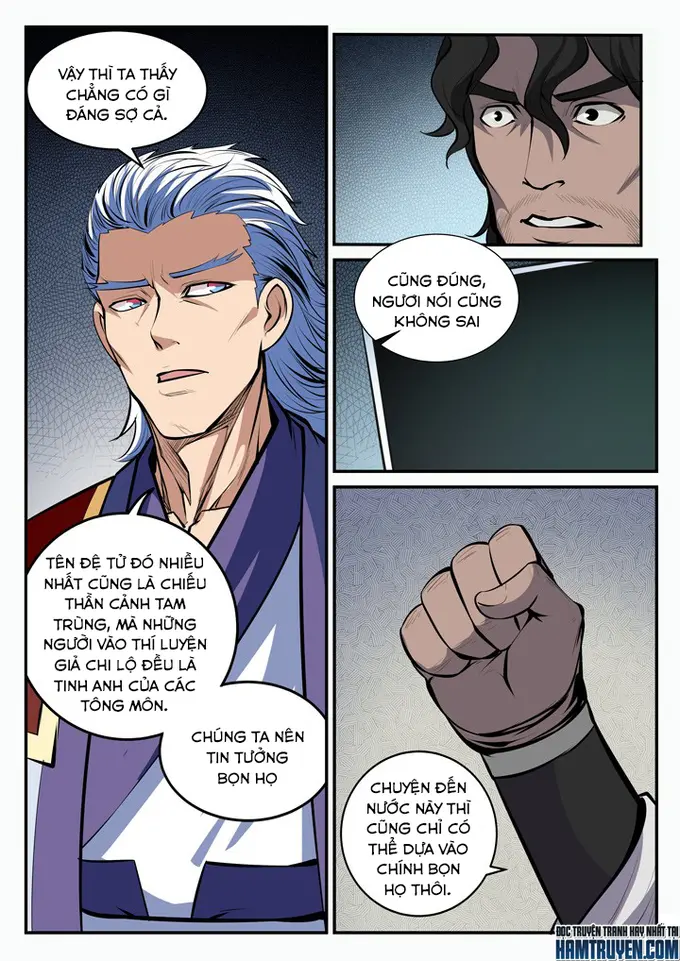 VẬY THÌ TA THẤY
CHẲNG CÓ GÌ
ĐÁNG SỢ CẢ.
TÊN ĐỆ TỬ ĐÓ NHIỀU
NHẤT CŨNG LÀ CHIẾU
THẦN CẢNH TAM
TRÙNG, MÀ NHỮNG
NGƯỜI VÀO THÍ LUYỆN
GIẢ CHI LỘ ĐỀU LÀ
TINH ANH CỦA CÁC
TÔNG MÔN.
CHÚNG TA NÊN
TIN TƯỞNG
BỌN HỌ
CŨNG ĐÚNG,
NGƯƠI NÓI CŨNG
KHÔNG SAI
CHUYỆN ĐẾN
NƯỚC NÀY THÌ
CŨNG CHỈ CÓ
THỂ DỰA VÀO
CHÍNH BỌN
HỌ THÔI.
ĐỌC TRUYỆN TRANH HAY NHẤT TẠI
HAMTRUYEN.COM